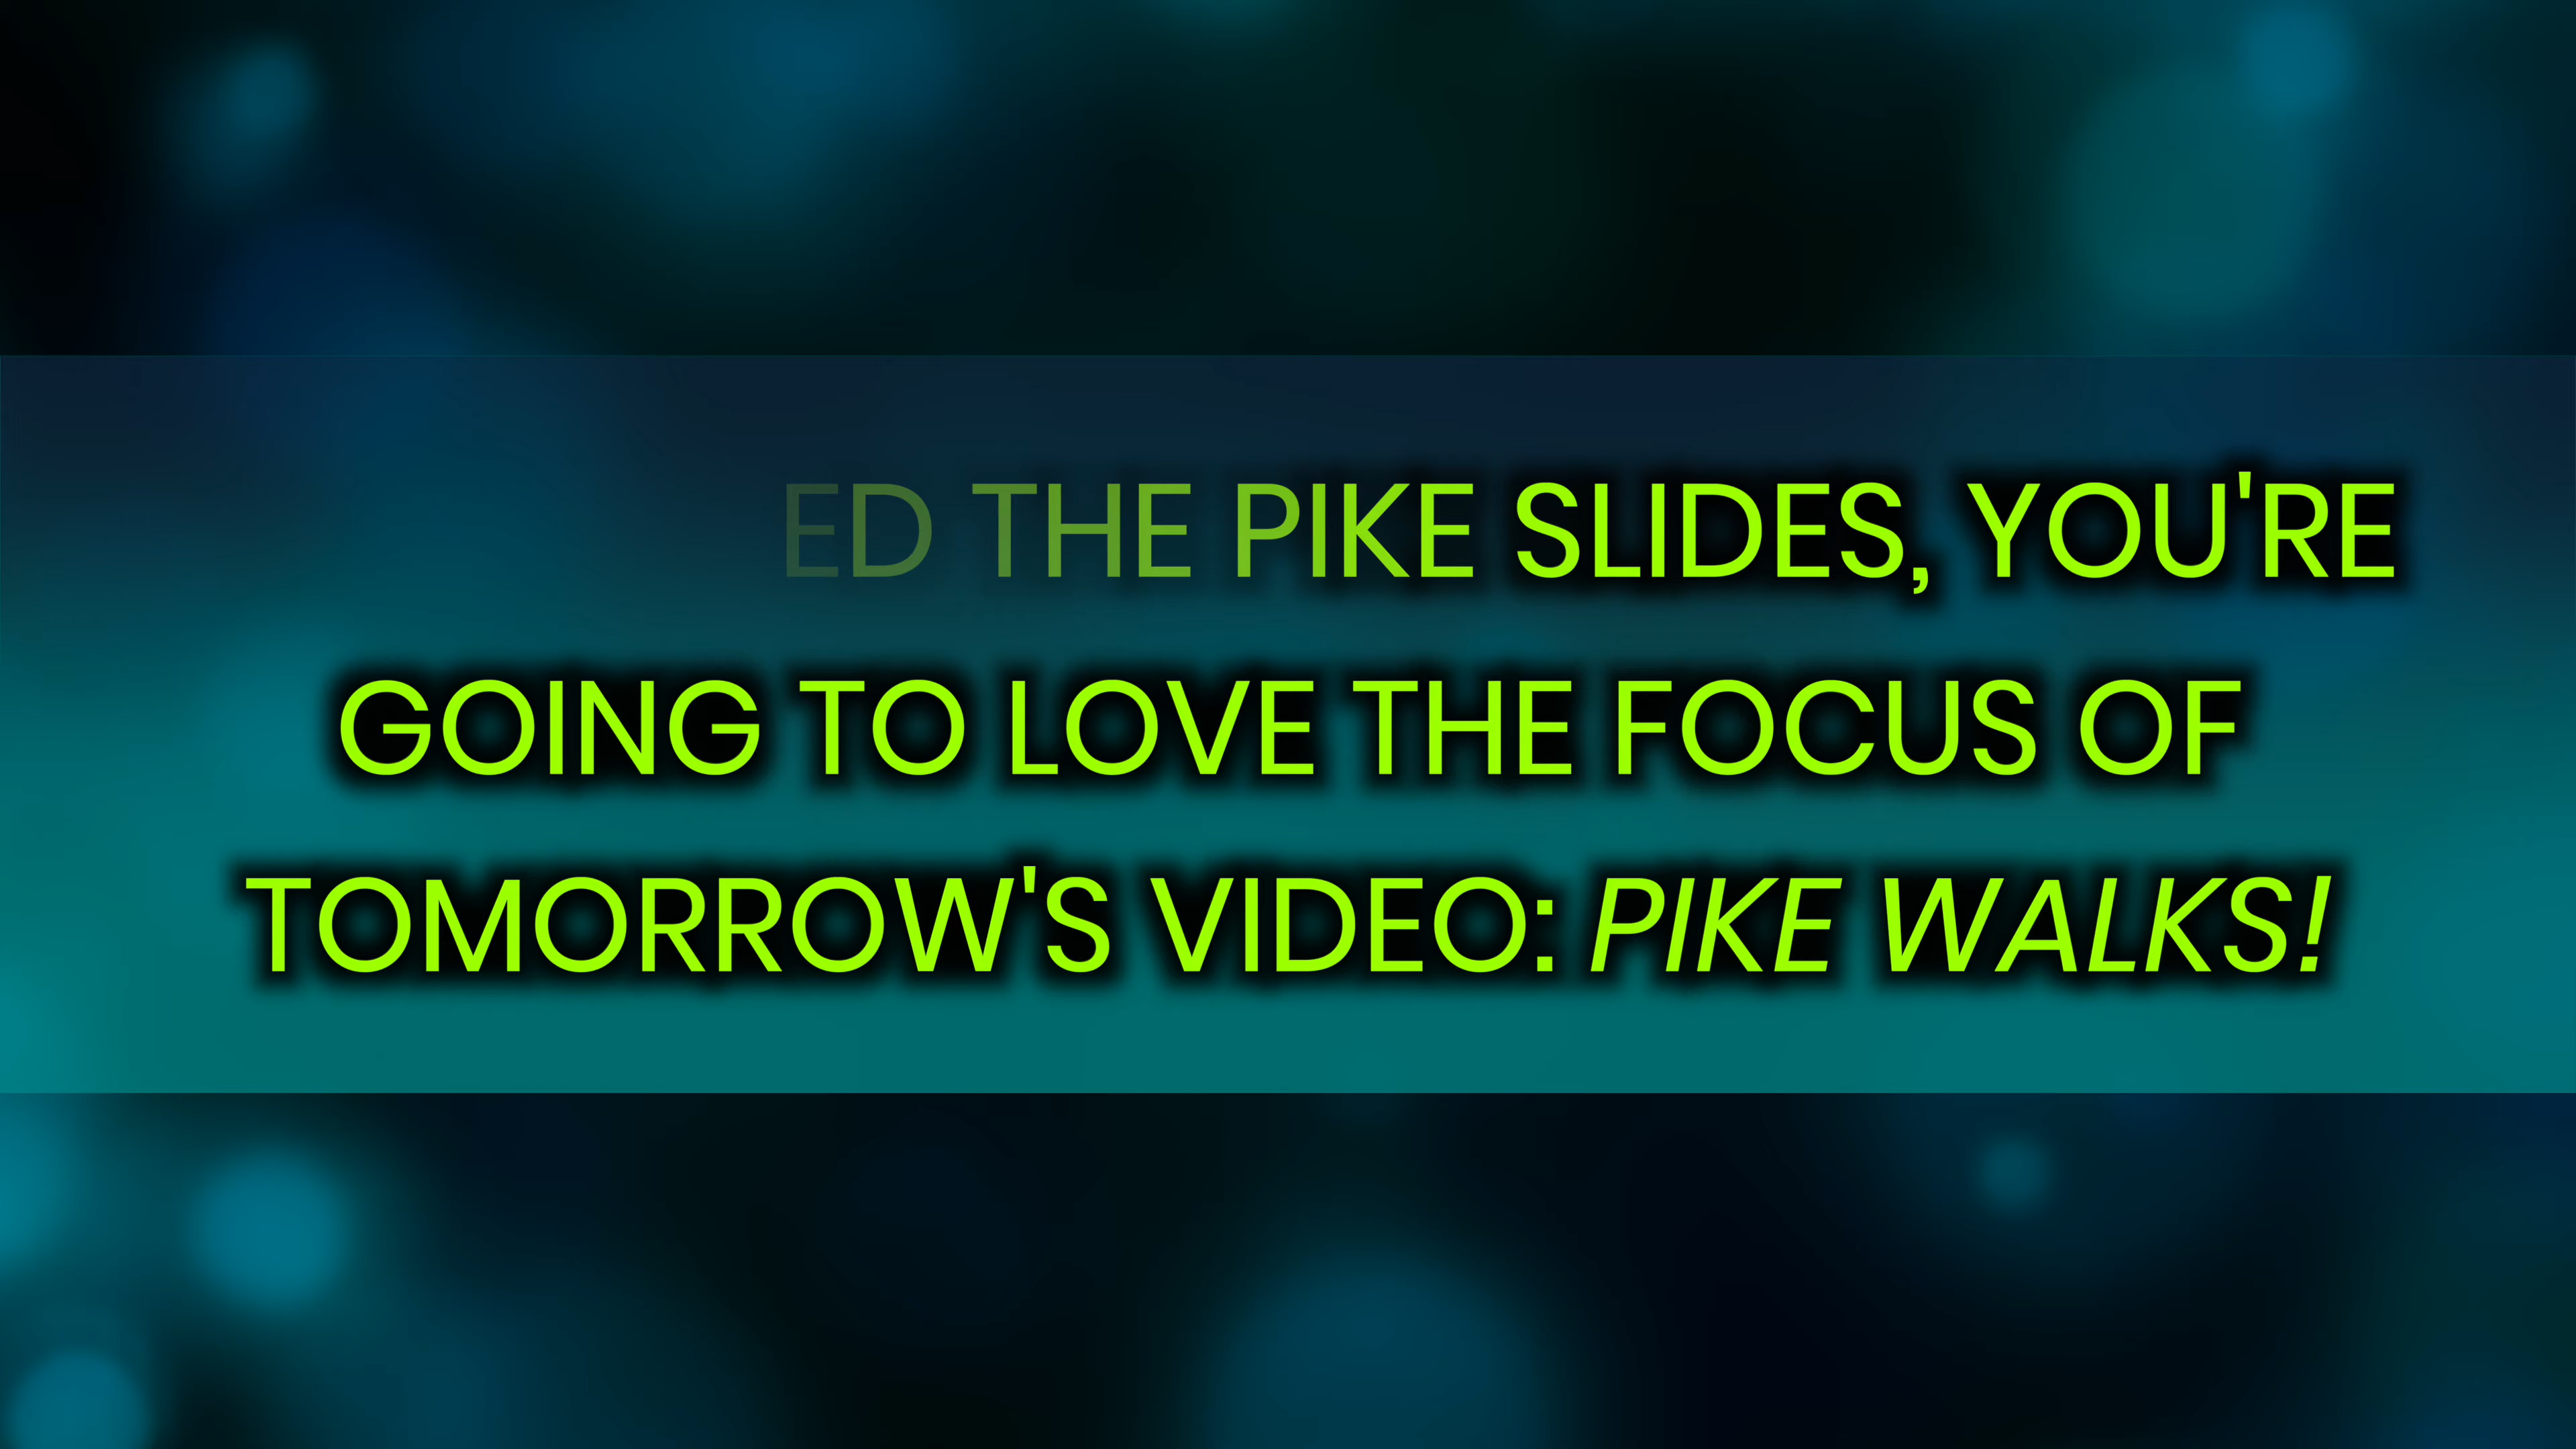 ED THE PIKE SLIDES, YOU'RE
GOING TO LOVE THE FOCUS OF
TOMORROW'S VIDEO: PIKE WALKS!